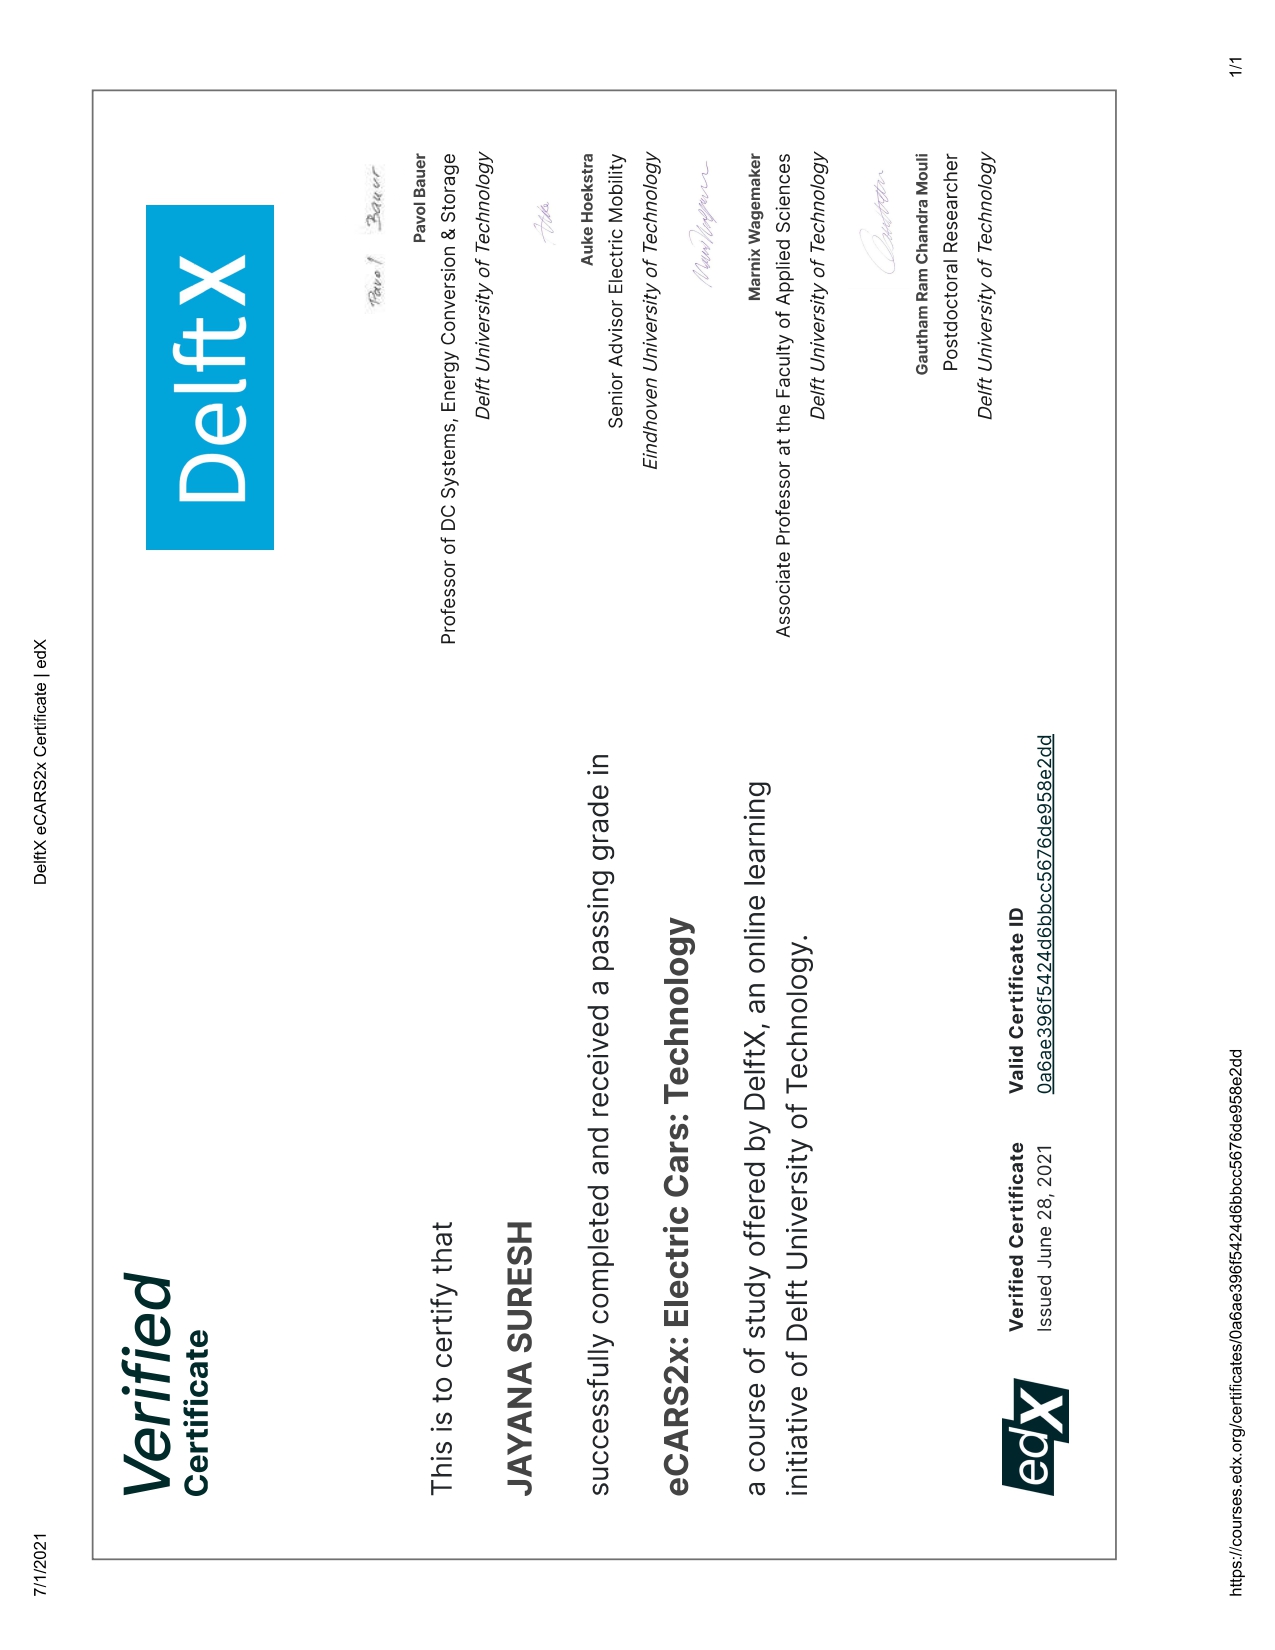 7/1/2021
DelftX eCARS2x Certificate | edX
Verified
Certificate
DelftX
This is to certify that
JAYANA SURESH
successfully completed and received a passing grade in
eCARS2x: Electric Cars: Technology
a course of study offered by DelftX, an online learning
initiative of Delft University of Technology.
Pavol Bauer
Pavol Bauer
Professor of DC Systems, Energy Conversion & Storage
Delft University of Technology
Auke Hoekstra
Senior Advisor Electric Mobility
Eindhoven University of Technology
Marnix Wagemaker
Associate Professor at the Faculty of Applied Sciences
Delft University of Technology
Gautham Ram Chandra Mouli
Postdoctoral Researcher
Delft University of Technology
edX
Verified Certificate
Issued June 28, 2021
Valid Certificate ID
0a6ae396f5424d6bbcc5676de958e2dd
https://courses.edx.org/certificates/0a6ae396f5424d6bbcc5676de958e2dd
1/1